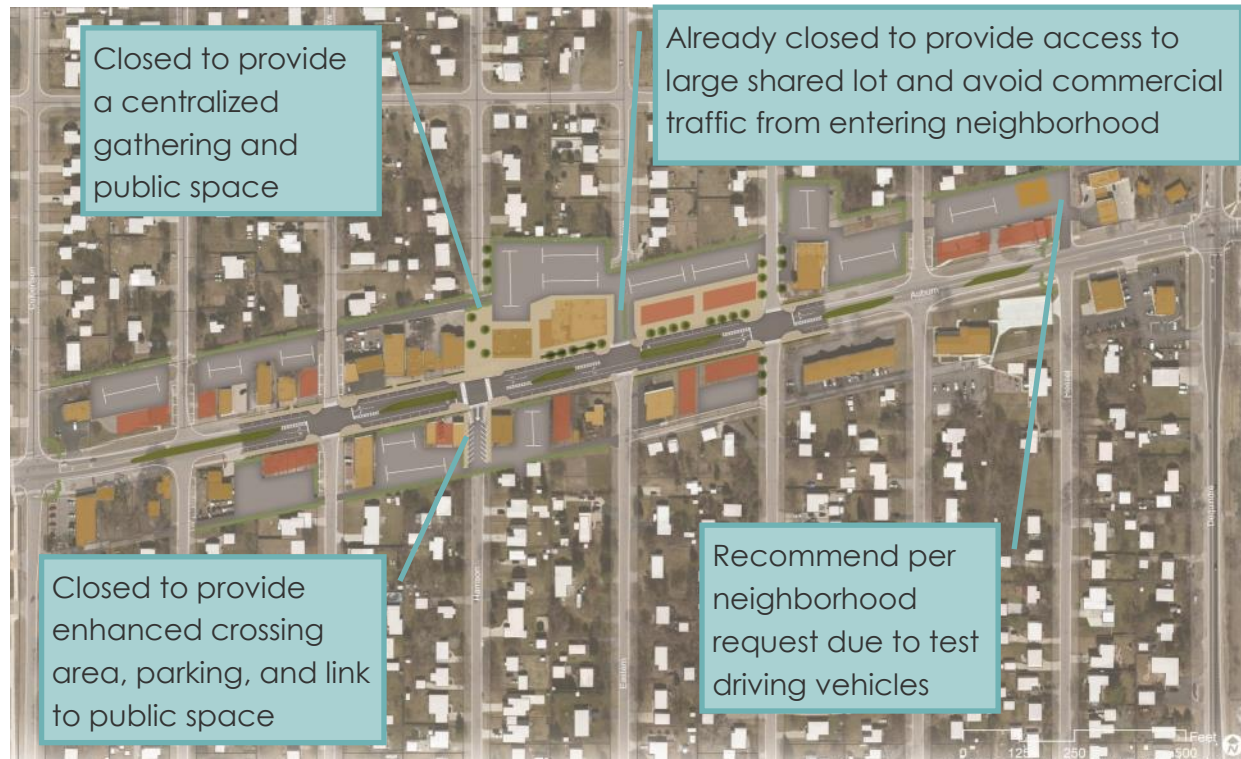 Closed to provide
a centralized
gathering and
public space
Already closed to provide access to
large shared lot and avoid commercial
traffic from entering neighborhood
Auburn
Harrison
Eastern
Dequindre
Closed to provide
enhanced crossing
area, parking, and link
to public space
Recommend per
neighborhood
request due to test
driving vehicles
Feet
0 125 250 500
N